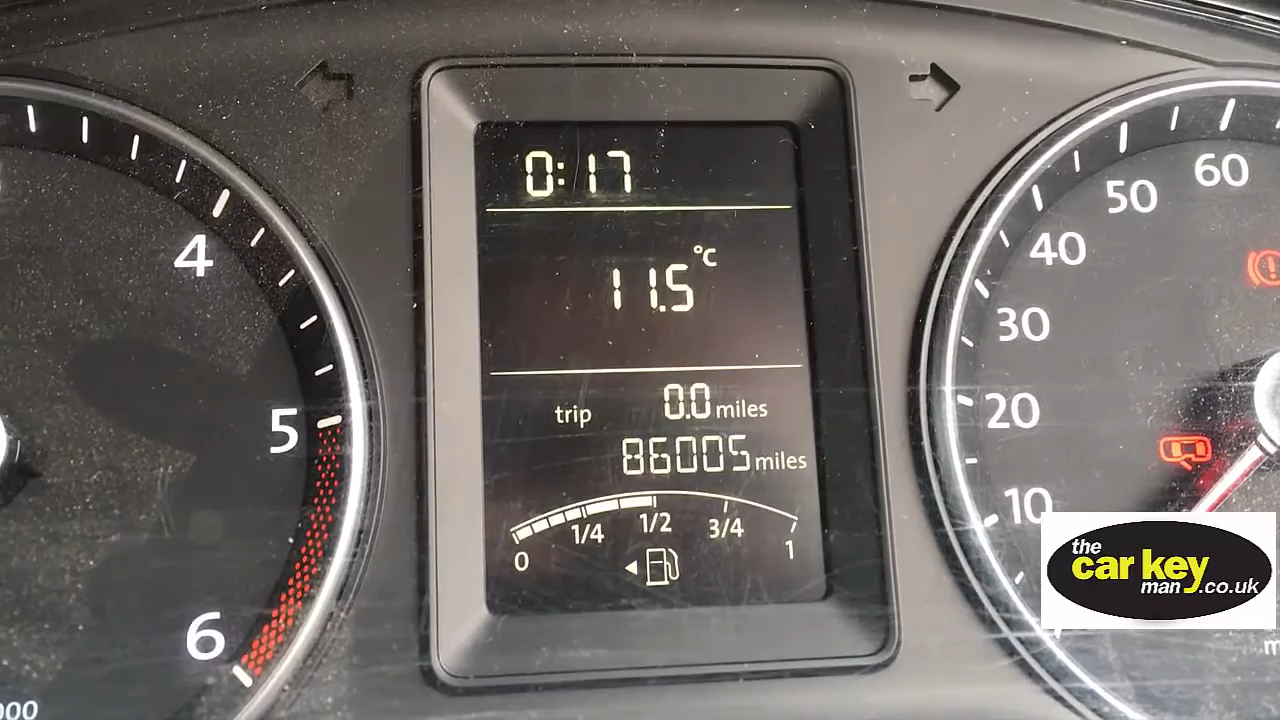 0:17
11.5 °C
trip 0.0 miles
86005 miles
0 1/4 1/2 3/4 1
4
5
6
000
10
20
30
40
50
60
the
car key
man.co.uk